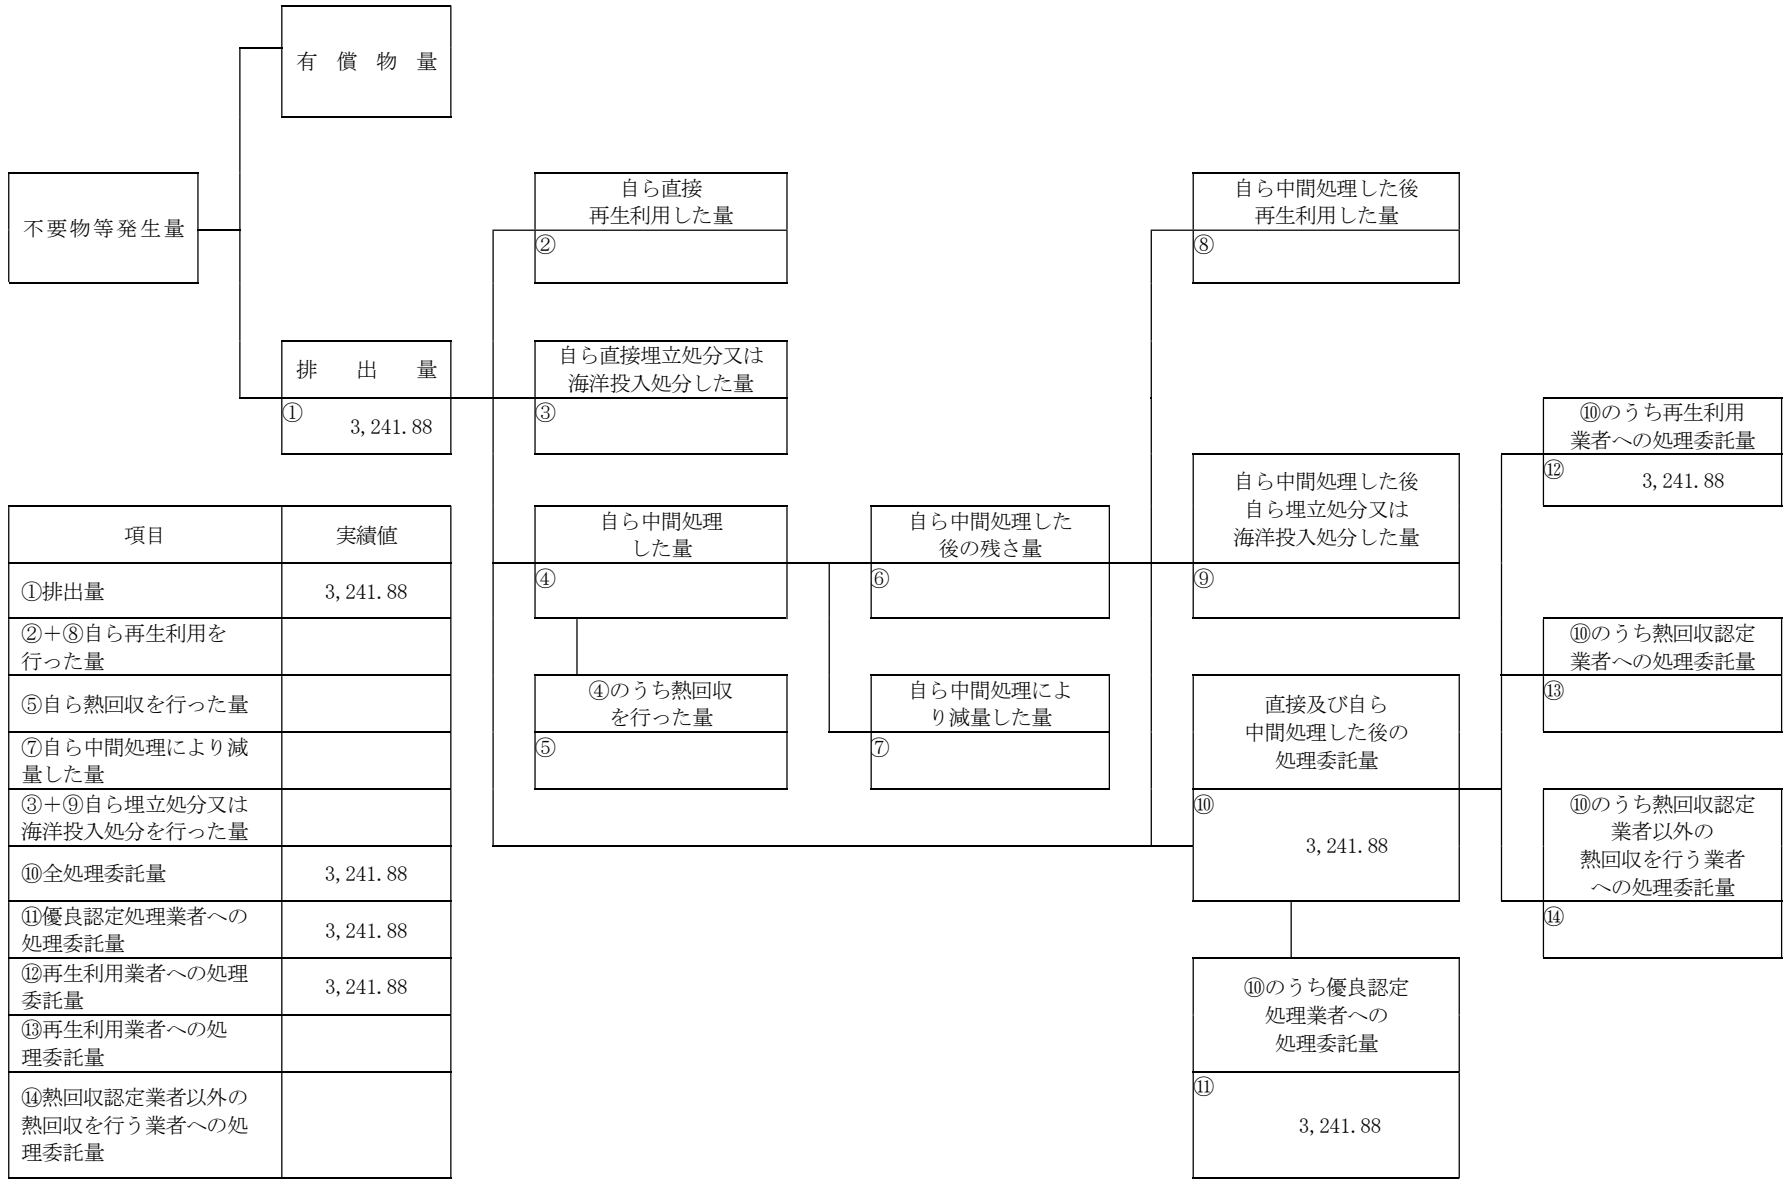 有償物量
不要物等発生量
排出量
①
3,241.88
自ら直接
再生利用した量
②
自ら直接埋立処分又は
海洋投入処分した量
③
自ら中間処理
した量
④
④のうち熱回収
を行った量
⑤
自ら中間処理した
後の残さ量
⑥
自ら中間処理によ
り減量した量
⑦
自ら中間処理した後
再生利用した量
⑧
自ら中間処理した後
自ら埋立処分又は
海洋投入処分した量
⑨
直接及び自ら
中間処理した後の
処理委託量
⑩
3,241.88
⑩のうち優良認定
処理業者への
処理委託量
⑪
3,241.88
⑩のうち再生利用
業者への処理委託量
⑫
3,241.88
⑩のうち熱回収認定
業者への処理委託量
⑬
⑩のうち熱回収認定
業者以外の
熱回収を行う業者
への処理委託量
⑭
項目 実績値
①排出量 3,241.88
②＋⑧自ら再生利用を
行った量
⑤自ら熱回収を行った量
⑦自ら中間処理により減
量した量
③＋⑨自ら埋立処分又は
海洋投入処分を行った量
⑩全処理委託量 3,241.88
⑪優良認定処理業者への
処理委託量
3,241.88
⑫再生利用業者への処理
委託量
3,241.88
⑬再生利用業者への処
理委託量
⑭熱回収認定業者以外の
熱回収を行う業者への処
理委託量